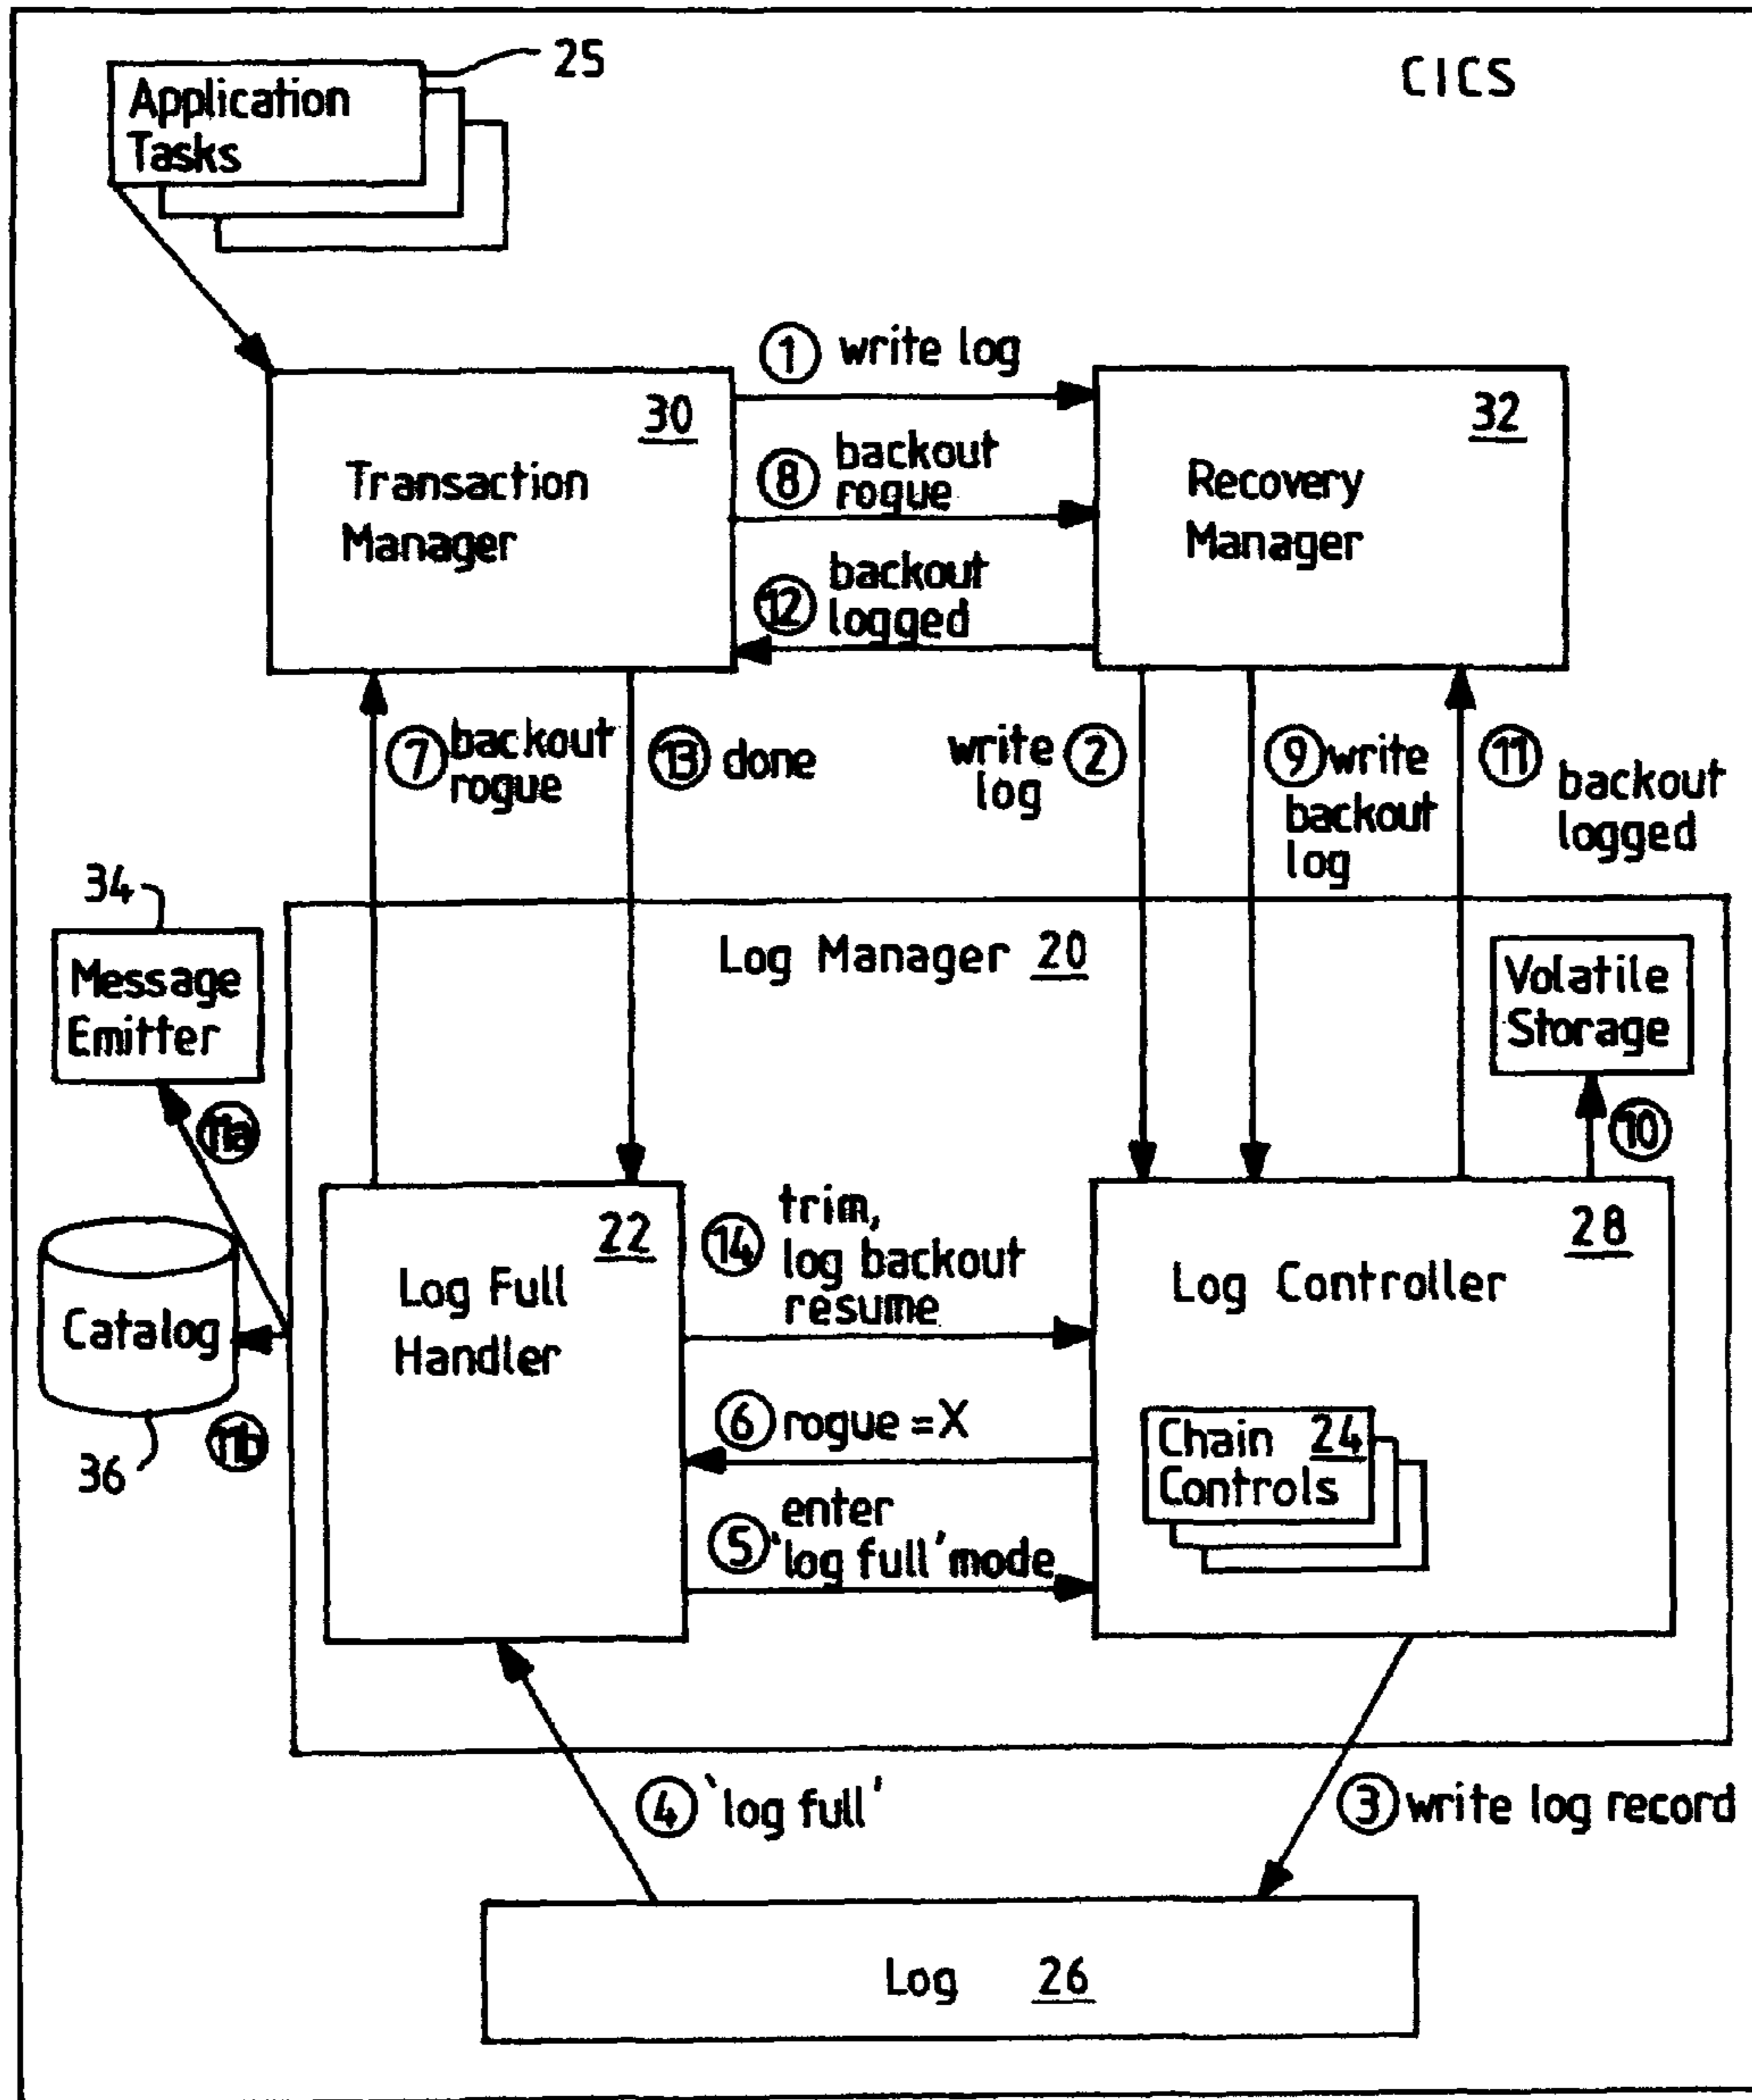 25
CICS
Application
Tasks
① write log
30
32
⑧ backout
rogue
Transaction
Manager
Recovery
Manager
⑫ backout
logged
⑦ backout
rogue
⑬ done
write ②
log
⑨ write
backout
log
⑪ backout
logged
34
Message
Emitter
Log Manager 20
Volatile
Storage
11a
⑩
22
⑭ trim,
log backout
resume
28
Log Full
Handler
Log Controller
Catalog
36
11b
⑥ rogue = X
Chain 24
Controls
⑤ enter
'log full' mode
④ 'log full'
③ write log record
Log 26